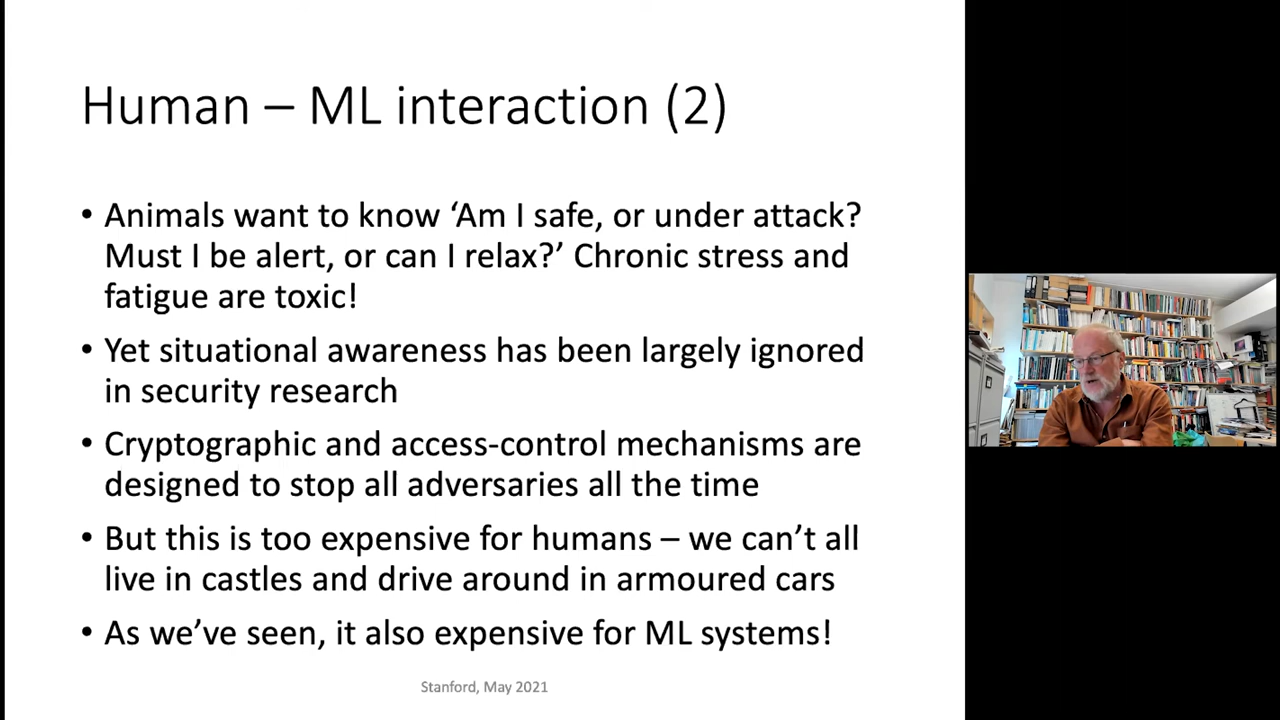 Human – ML interaction (2)
• Animals want to know ‘Am I safe, or under attack?
Must I be alert, or can I relax?’ Chronic stress and
fatigue are toxic!
• Yet situational awareness has been largely ignored
in security research
• Cryptographic and access-control mechanisms are
designed to stop all adversaries all the time
• But this is too expensive for humans – we can’t all
live in castles and drive around in armoured cars
• As we’ve seen, it also expensive for ML systems!
Stanford, May 2021